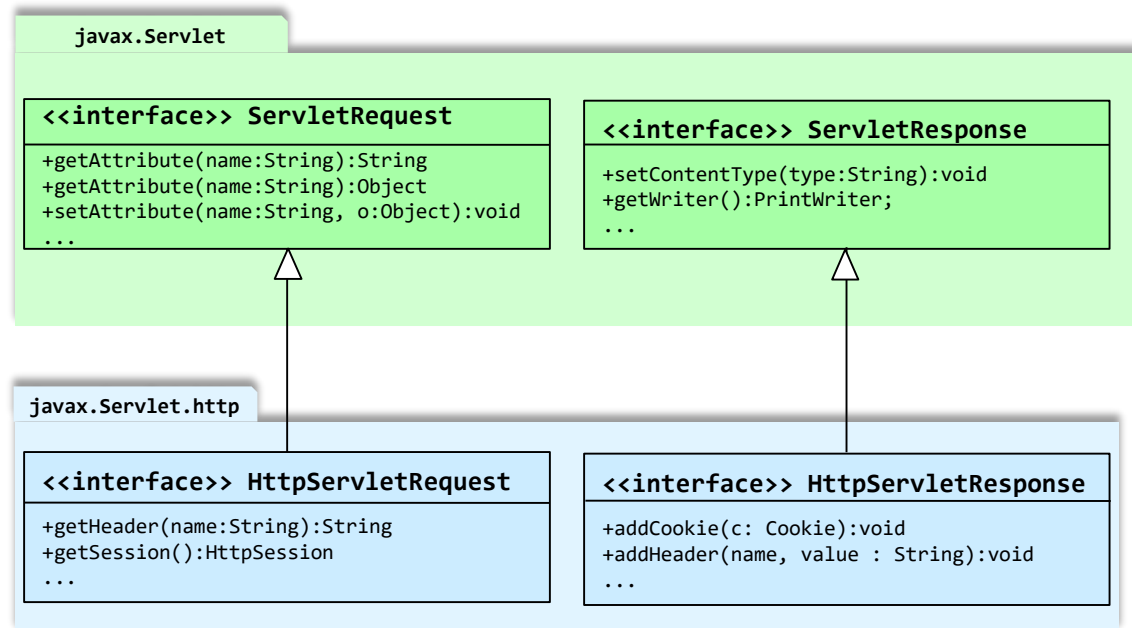 javax.Servlet
<<interface>> ServletRequest
+getAttribute(name:String):String
+getAttribute(name:String):Object
+setAttribute(name:String, o:Object):void
...
<<interface>> ServletResponse
+setContentType(type:String):void
+getWriter():PrintWriter;
...
javax.Servlet.http
<<interface>> HttpServletRequest
+getHeader(name:String):String
+getSession():HttpSession
...
<<interface>> HttpServletResponse
+addCookie(c: Cookie):void
+addHeader(name, value : String):void
...